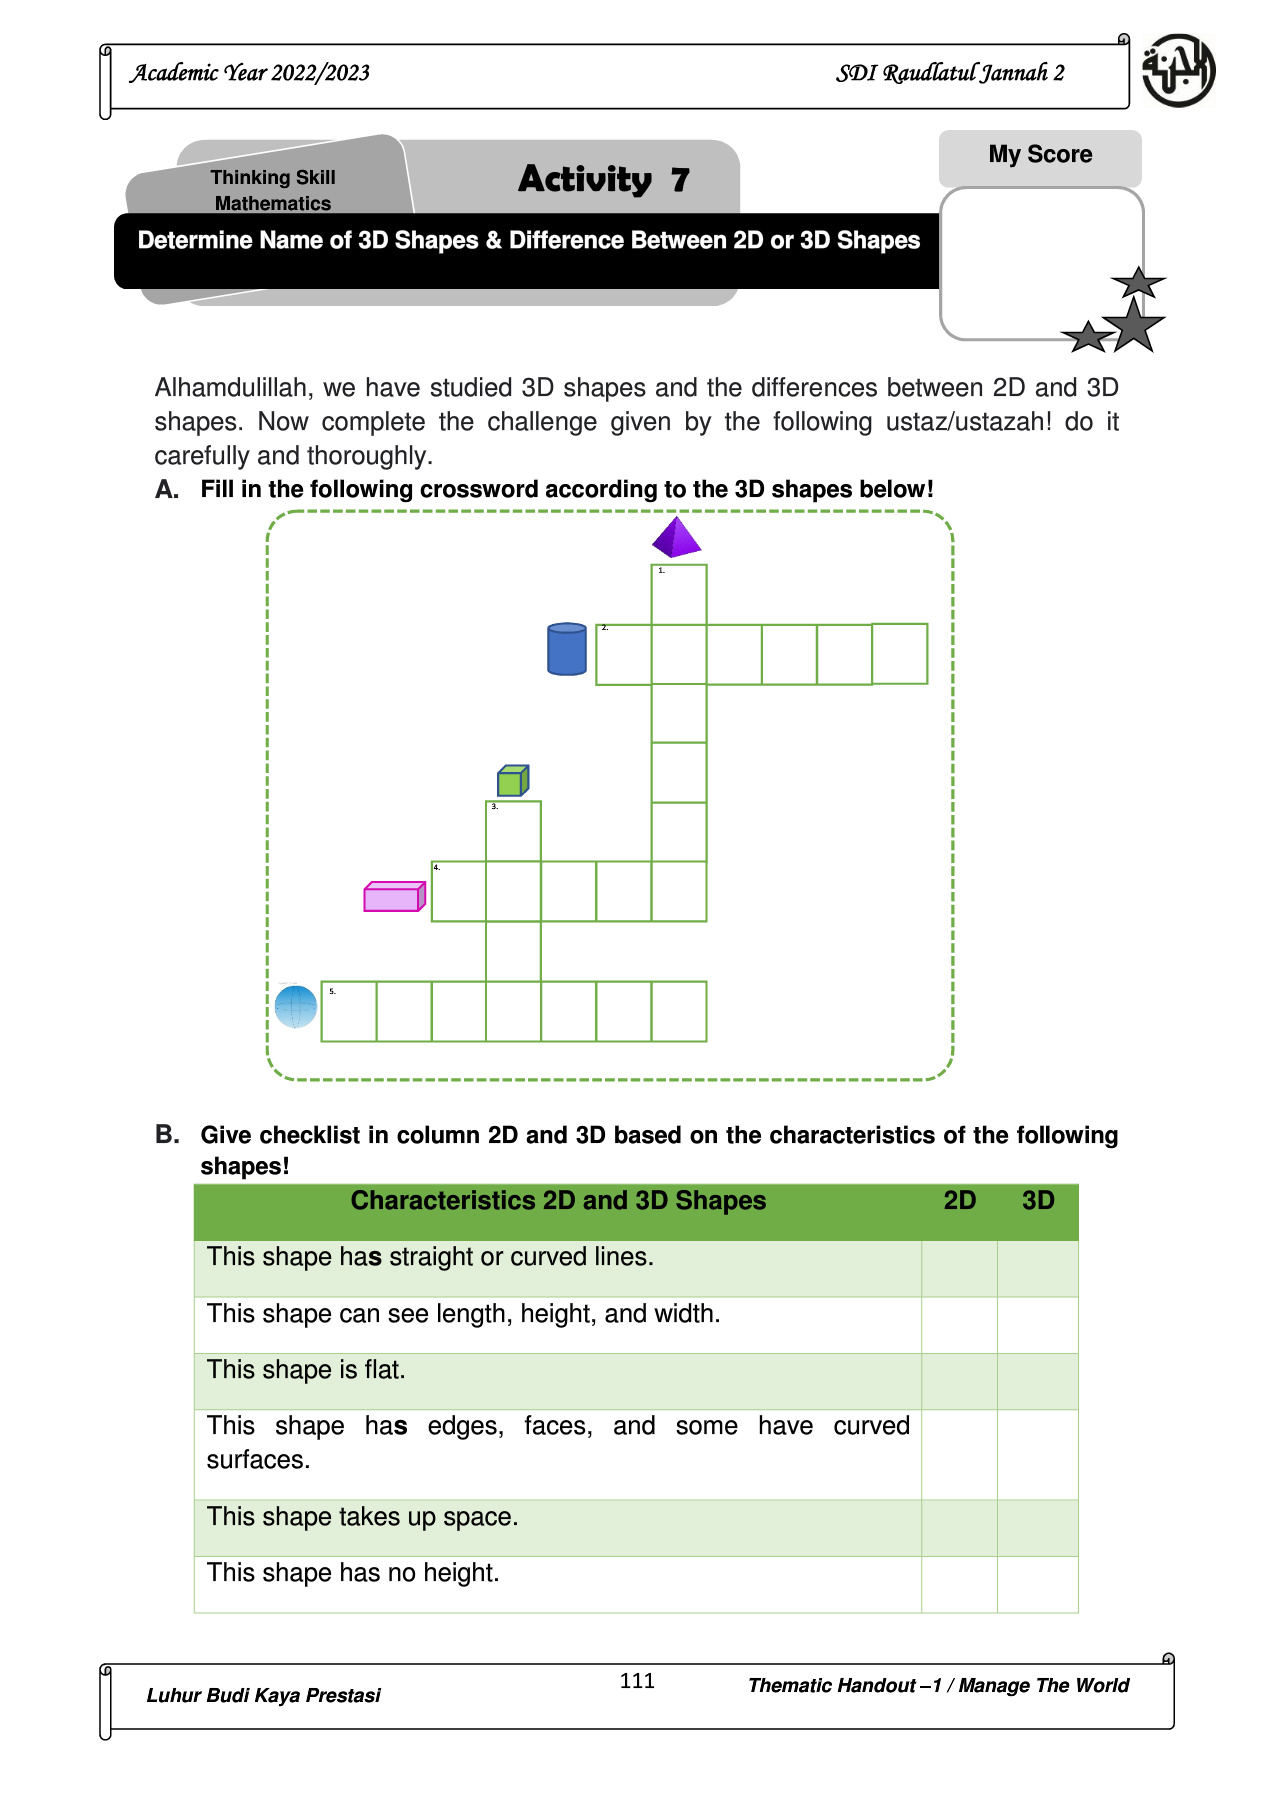 Academic Year 2022/2023
SDI Raudlatul Jannah 2
Thinking Skill
Mathematics
Activity 7
My Score
Determine Name of 3D Shapes & Difference Between 2D or 3D Shapes
Alhamdulillah, we have studied 3D shapes and the differences between 2D and 3D
shapes. Now complete the challenge given by the following ustaz/ustazah! do it
carefully and thoroughly.
A. Fill in the following crossword according to the 3D shapes below!
1.
2.
3.
4.
5.
B. Give checklist in column 2D and 3D based on the characteristics of the following
shapes!
Characteristics 2D and 3D Shapes 2D 3D
This shape has straight or curved lines.
This shape can see length, height, and width.
This shape is flat.
This shape has edges, faces, and some have curved
surfaces.
This shape takes up space.
This shape has no height.
Luhur Budi Kaya Prestasi
111
Thematic Handout –1 / Manage The World